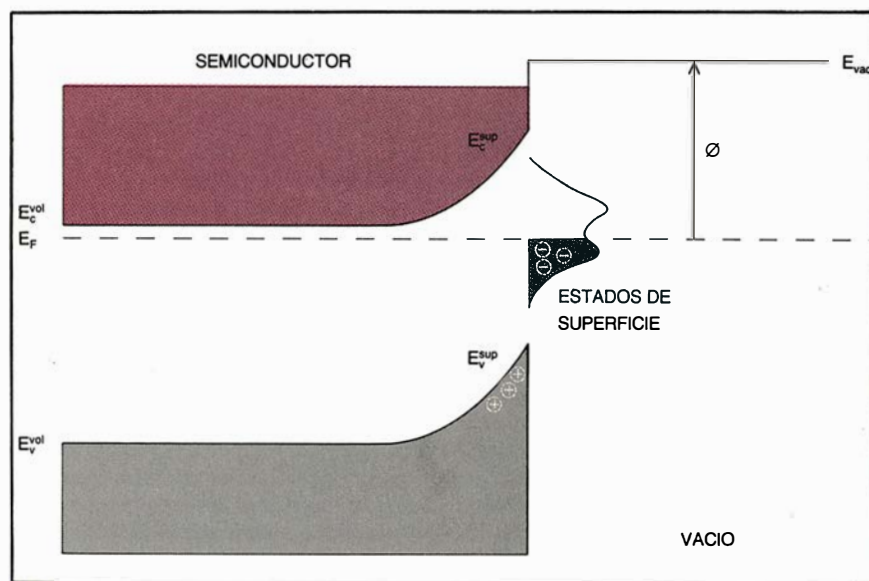 SEMICONDUCTOR
E_vac
E_c^sup
Ø
E_c^vol
E_F
ESTADOS DE
SUPERFICIE
E_v^sup
E_v^vol
VACIO